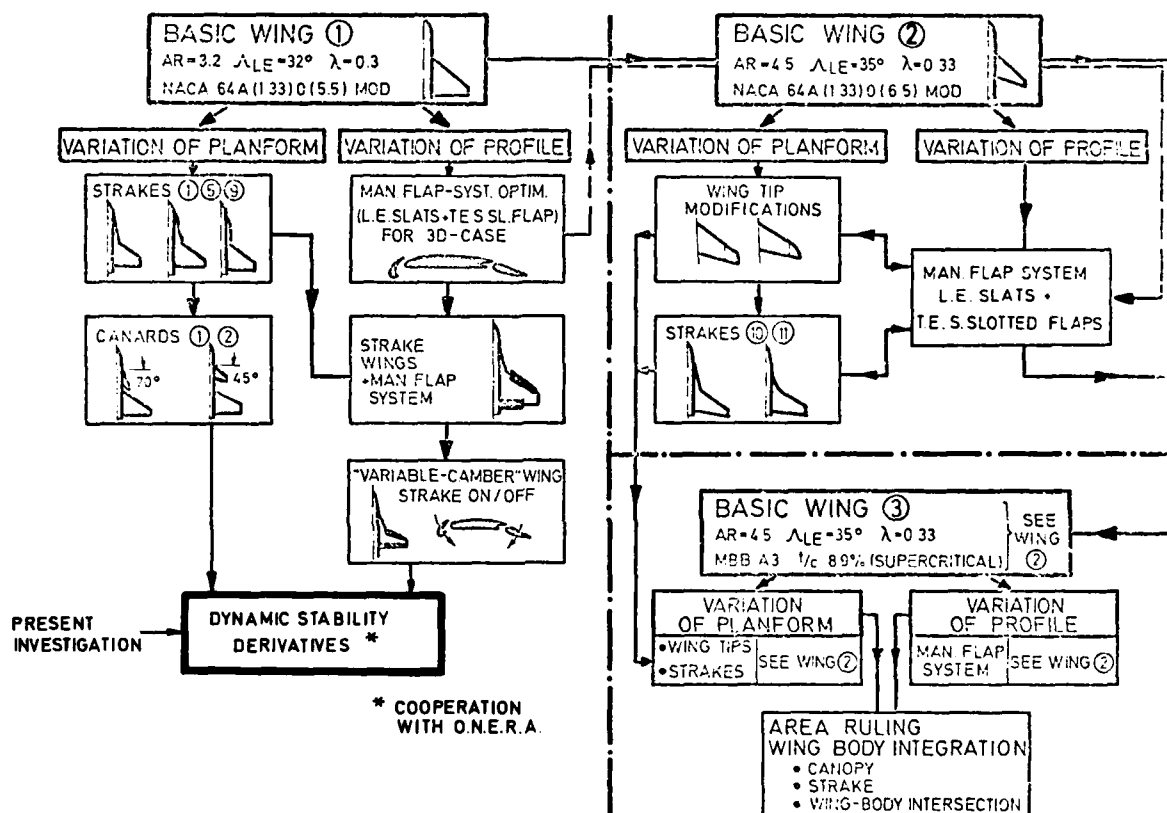 BASIC WING ①
AR=3.2 ΛLE=32° λ=0.3
NACA 64A(133)0(5.5) MOD
VARIATION OF PLANFORM
VARIATION OF PROFILE
STRAKES ① ⑤ ⑨
MAN. FLAP-SYST. OPTIM.
(L.E.SLATS+T.E.S SL.FLAP)
FOR 3D-CASE
CANARDS ① ②
70°
45°
STRAKE
WINGS
+MAN FLAP
SYSTEM
"VARIABLE-CAMBER" WING
STRAKE ON/OFF
PRESENT
INVESTIGATION
DYNAMIC STABILITY
DERIVATIVES *
* COOPERATION
WITH O.N.E.R.A.
BASIC WING ②
AR=4.5 ΛLE=35° λ=0.33
NACA 64A(133)0(6.5) MOD
VARIATION OF PLANFORM
VARIATION OF PROFILE
WING TIP
MODIFICATIONS
MAN. FLAP SYSTEM
L.E. SLATS +
T.E.S.SLOTTED FLAPS
STRAKES ⑩ ⑪
BASIC WING ③
AR=4.5 ΛLE=35° λ=0.33
MBB A3 t/c 8.9% (SUPERCRITICAL)
SEE
WING
②
VARIATION
OF PLANFORM
• WING TIPS
• STRAKES
SEE WING ②
VARIATION
OF PROFILE
MAN. FLAP
SYSTEM
SEE WING ②
AREA RULING
WING BODY INTEGRATION
• CANOPY
• STRAKE
• WING-BODY INTERSECTION